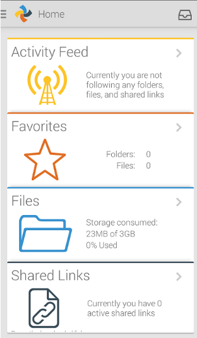 Home
Activity Feed
Currently you are not
following any folders,
files, and shared links
Favorites
Folders: 0
Files: 0
Files
Storage consumed:
23MB of 3GB
0% Used
Shared Links
Currently you have 0
active shared links